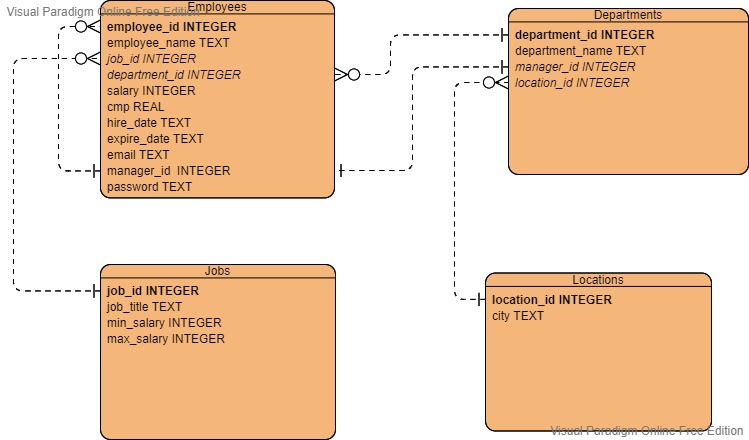 Visual Paradigm Online Free Edition
Employees
employee_id INTEGER
employee_name TEXT
job_id INTEGER
department_id INTEGER
salary INTEGER
cmp REAL
hire_date TEXT
expire_date TEXT
email TEXT
manager_id  INTEGER
password TEXT
Departments
department_id INTEGER
department_name TEXT
manager_id INTEGER
location_id INTEGER
Jobs
job_id INTEGER
job_title TEXT
min_salary INTEGER
max_salary INTEGER
Locations
location_id INTEGER
city TEXT
Visual Paradigm Online Free Edition